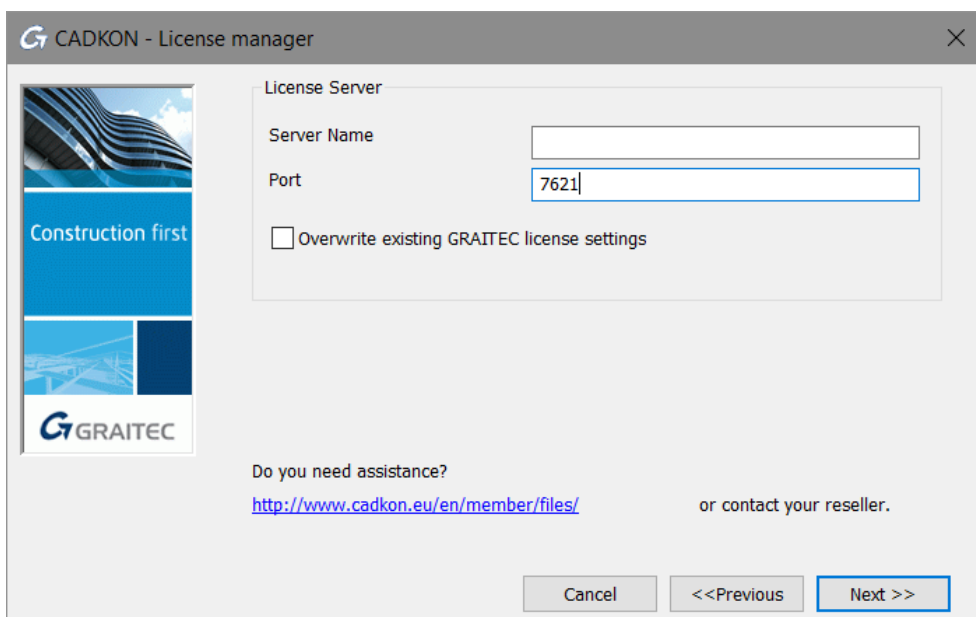 CADKON - License manager
License Server
Server Name
Port
7621
Overwrite existing GRAITEC license settings
Construction first
GRAITEC
Do you need assistance?
http://www.cadkon.eu/en/member/files/ or contact your reseller.
Cancel <<Previous Next >>